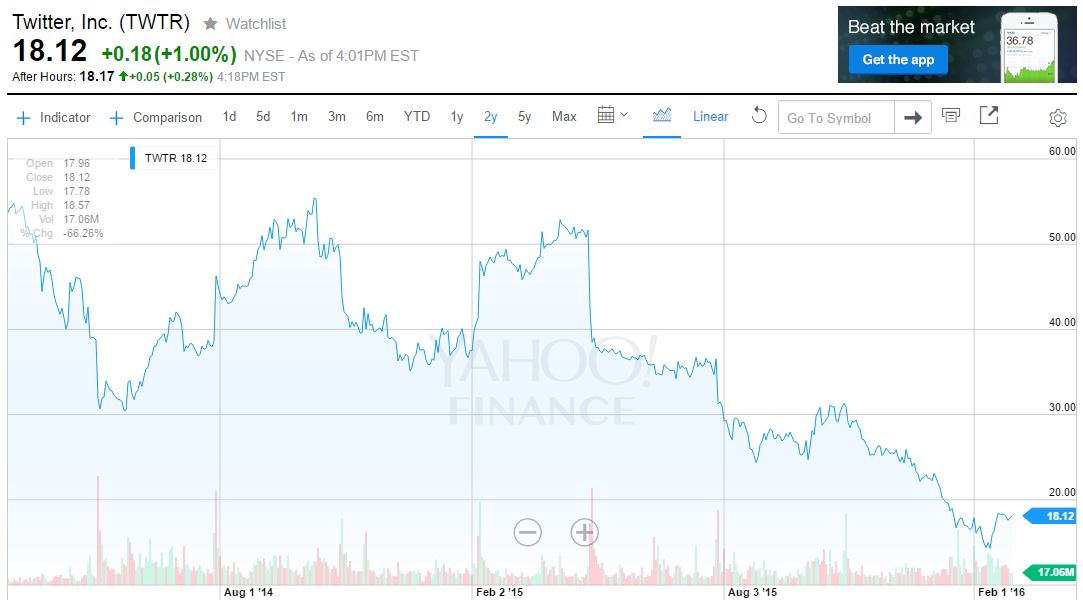 Twitter, Inc. (TWTR) ★ Watchlist
18.12 +0.18(+1.00%) NYSE - As of 4:01PM EST
After Hours: 18.17 +0.05 (+0.28%) 4:18PM EST
Beat the market
Get the app
36.78
+ Indicator + Comparison 1d 5d 1m 3m 6m YTD 1y 2y 5y Max Linear Go To Symbol
TWTR 18.12
Open 17.96
Close 18.12
Low 17.78
High 18.57
Vol 17.06M
% Chg -66.26%
60.00
50.00
40.00
30.00
20.00
18.12
17.06M
YAHOO!
FINANCE
Aug 1 '14 Feb 2 '15 Aug 3 '15 Feb 1 '16